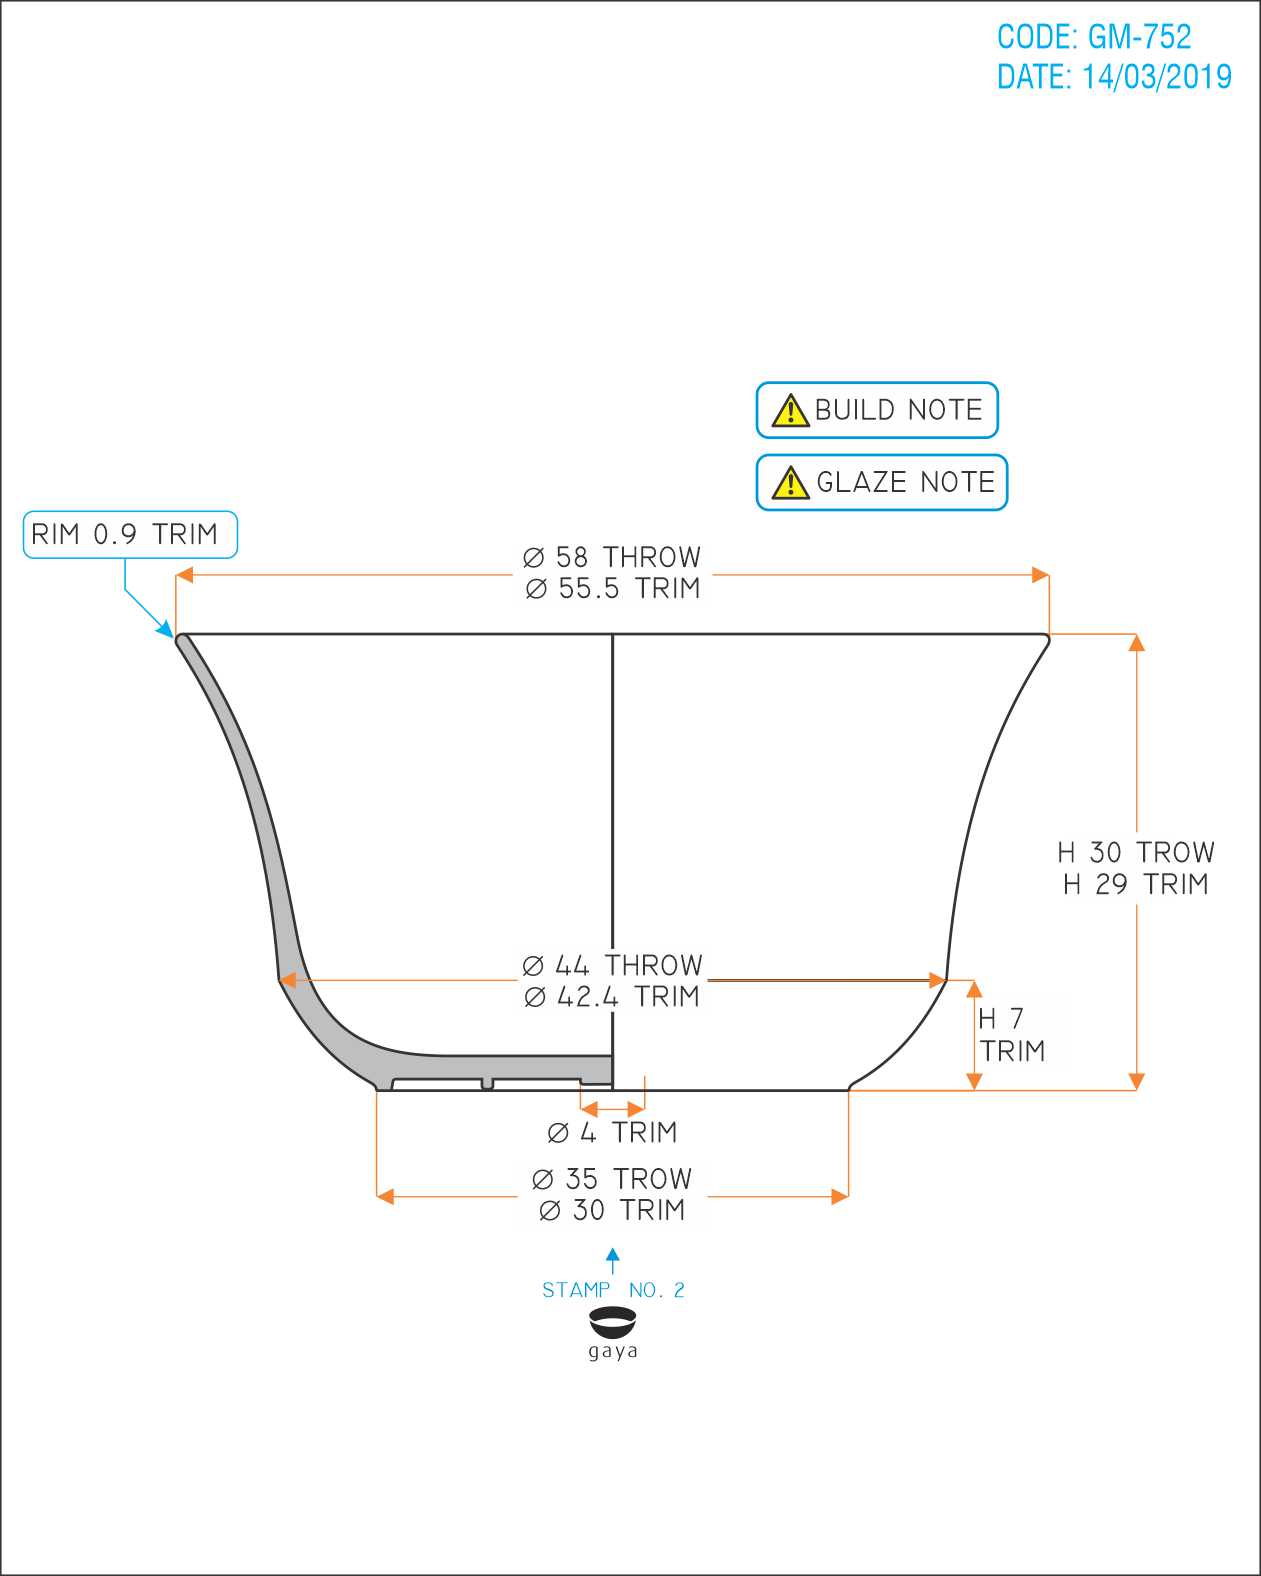 CODE: GM-752
DATE: 14/03/2019
BUILD NOTE
GLAZE NOTE
RIM 0.9 TRIM
Ø 58 THROW
Ø 55.5 TRIM
H 30 TROW
H 29 TRIM
Ø 44 THROW
Ø 42.4 TRIM
H 7
TRIM
Ø 4 TRIM
Ø 35 TROW
Ø 30 TRIM
STAMP NO. 2
gaya